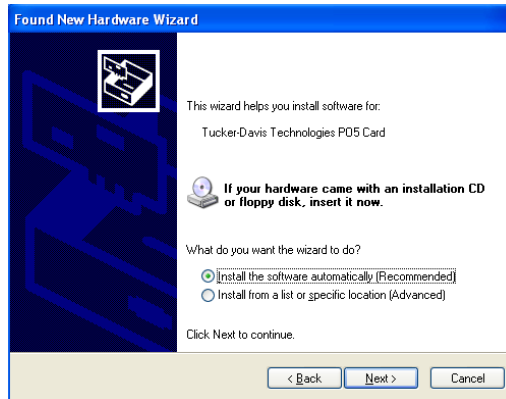 Found New Hardware Wizard
This wizard helps you install software for:
Tucker-Davis Technologies PO5 Card
If your hardware came with an installation CD
or floppy disk, insert it now.
What do you want the wizard to do?
Install the software automatically (Recommended)
Install from a list or specific location (Advanced)
Click Next to continue.
< Back Next > Cancel